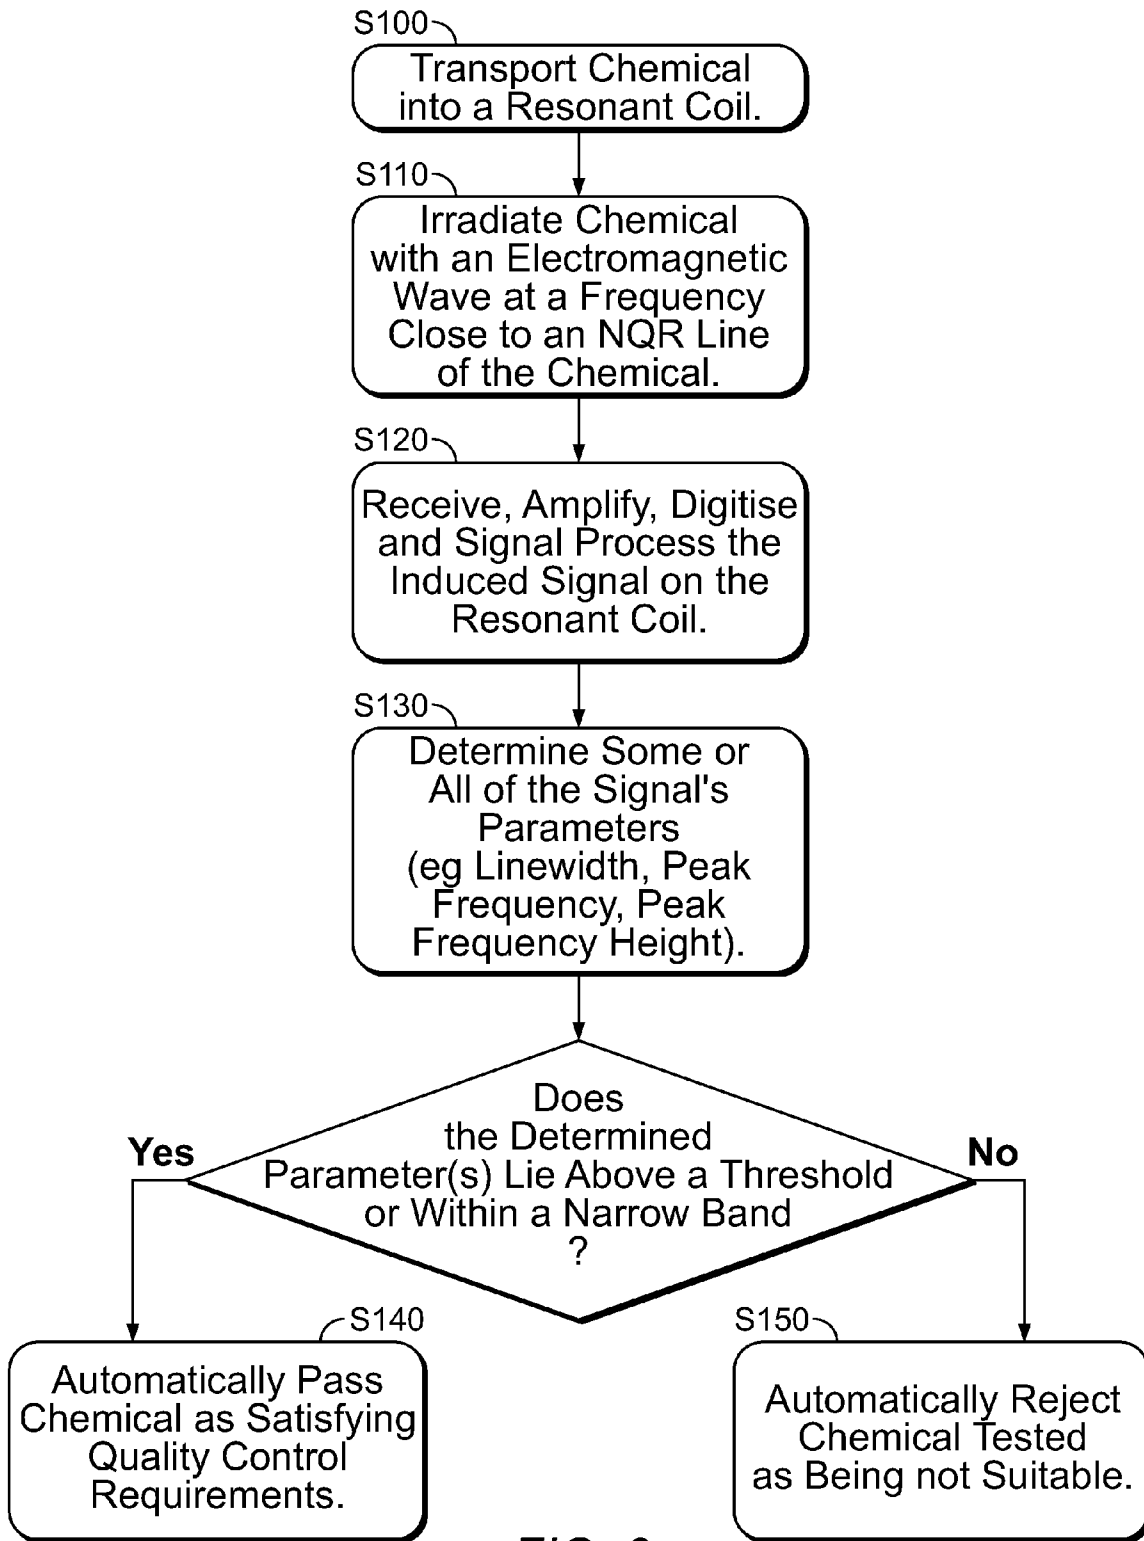 S100
Transport Chemical
into a Resonant Coil.
S110
Irradiate Chemical
with an Electromagnetic
Wave at a Frequency
Close to an NQR Line
of the Chemical.
S120
Receive, Amplify, Digitise
and Signal Process the
Induced Signal on the
Resonant Coil.
S130
Determine Some or
All of the Signal's
Parameters
(eg Linewidth, Peak
Frequency, Peak
Frequency Height).
Does
the Determined
Parameter(s) Lie Above a Threshold
or Within a Narrow Band
?
Yes
No
S140
Automatically Pass
Chemical as Satisfying
Quality Control
Requirements.
S150
Automatically Reject
Chemical Tested
as Being not Suitable.